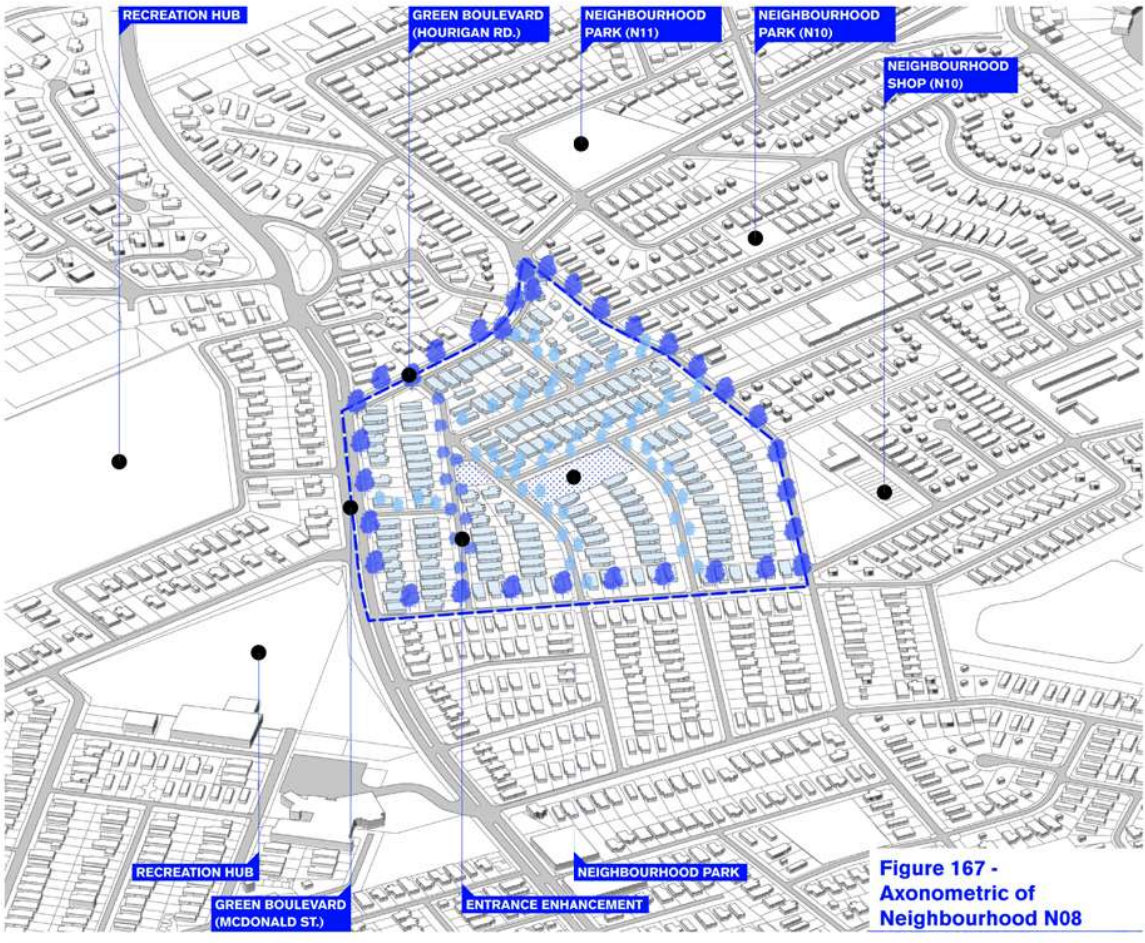 RECREATION HUB
GREEN BOULEVARD
(HOURIGAN RD.)
NEIGHBOURHOOD
PARK (N11)
NEIGHBOURHOOD
PARK (N10)
NEIGHBOURHOOD
SHOP (N10)
RECREATION HUB
GREEN BOULEVARD
(MCDONALD ST.)
ENTRANCE ENHANCEMENT
NEIGHBOURHOOD PARK
Figure 167 -
Axonometric of
Neighbourhood N08